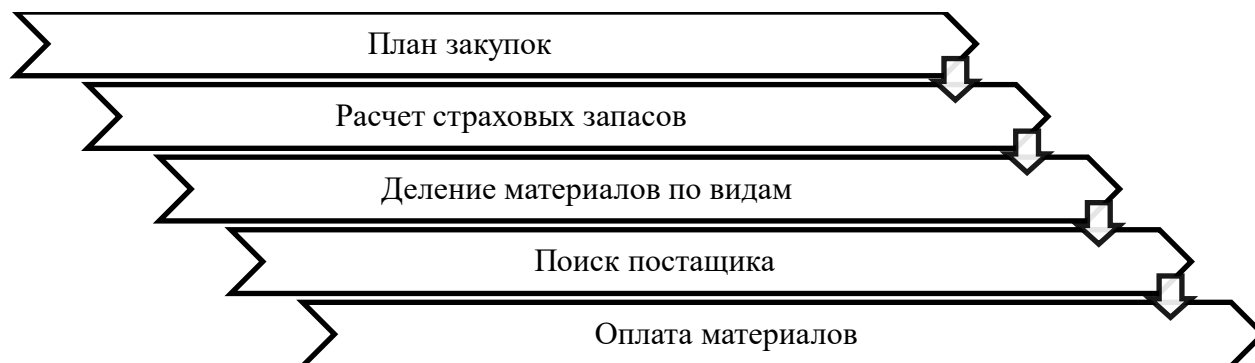 План закупок
Расчет страховых запасов
Деление материалов по видам
Поиск постащика
Оплата материалов